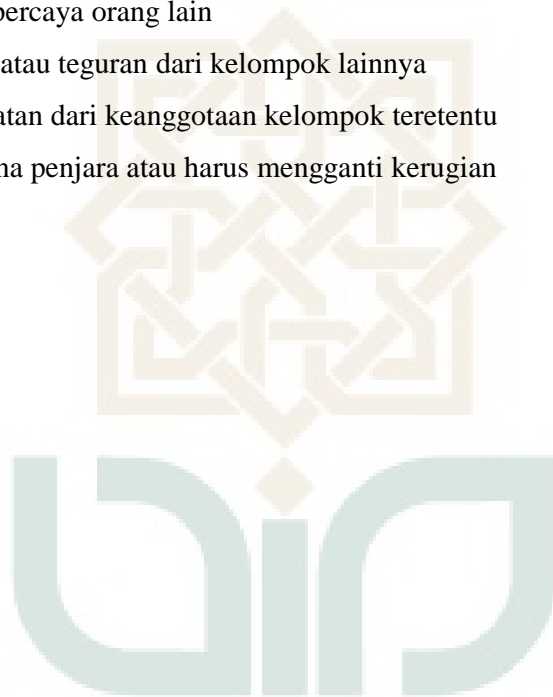 percaya orang lain
atau teguran dari kelompok lainnya
atan dari keanggotaan kelompok teretentu
na penjara atau harus mengganti kerugian